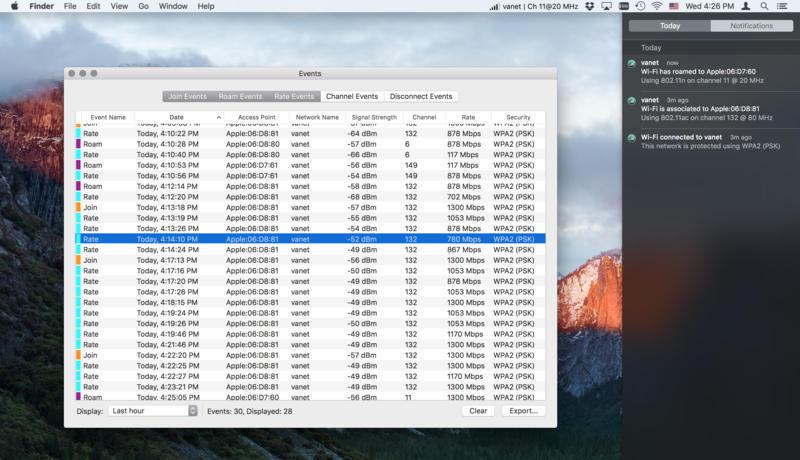 Finder File Edit View Go Window Help vanet | Ch 11@20 MHz Wed 4:26 PM
Events
Join Events Roam Events Rate Events Channel Events Disconnect Events
Event Name Date Access Point Network Name Signal Strength Channel Rate Security
Rate Today, 4:10:22 PM Apple:06:D8:81 vanet -64 dBm 132 878 Mbps WPA2 (PSK)
Roam Today, 4:10:28 PM Apple:06:D8:80 vanet -57 dBm 6 878 Mbps WPA2 (PSK)
Rate Today, 4:10:40 PM Apple:06:D8:80 vanet -66 dBm 6 117 Mbps WPA2 (PSK)
Roam Today, 4:10:53 PM Apple:06:D7:61 vanet -56 dBm 149 117 Mbps WPA2 (PSK)
Rate Today, 4:10:56 PM Apple:06:D7:61 vanet -54 dBm 149 878 Mbps WPA2 (PSK)
Roam Today, 4:12:14 PM Apple:06:D8:81 vanet -58 dBm 132 878 Mbps WPA2 (PSK)
Rate Today, 4:12:20 PM Apple:06:D8:81 vanet -68 dBm 132 702 Mbps WPA2 (PSK)
Join Today, 4:13:18 PM Apple:06:D8:81 vanet -57 dBm 132 1300 Mbps WPA2 (PSK)
Rate Today, 4:13:19 PM Apple:06:D8:81 vanet -55 dBm 132 1053 Mbps WPA2 (PSK)
Rate Today, 4:13:26 PM Apple:06:D8:81 vanet -54 dBm 132 878 Mbps WPA2 (PSK)
Rate Today, 4:14:10 PM Apple:06:D8:81 vanet -52 dBm 132 780 Mbps WPA2 (PSK)
Rate Today, 4:14:24 PM Apple:06:D8:81 vanet -49 dBm 132 867 Mbps WPA2 (PSK)
Join Today, 4:17:13 PM Apple:06:D8:81 vanet -56 dBm 132 1300 Mbps WPA2 (PSK)
Rate Today, 4:17:16 PM Apple:06:D8:81 vanet -50 dBm 132 1053 Mbps WPA2 (PSK)
Rate Today, 4:17:20 PM Apple:06:D8:81 vanet -49 dBm 132 878 Mbps WPA2 (PSK)
Rate Today, 4:17:26 PM Apple:06:D8:81 vanet -49 dBm 132 1053 Mbps WPA2 (PSK)
Rate Today, 4:18:15 PM Apple:06:D8:81 vanet -49 dBm 132 1300 Mbps WPA2 (PSK)
Rate Today, 4:19:24 PM Apple:06:D8:81 vanet -49 dBm 132 1300 Mbps WPA2 (PSK)
Rate Today, 4:19:26 PM Apple:06:D8:81 vanet -50 dBm 132 1053 Mbps WPA2 (PSK)
Rate Today, 4:19:46 PM Apple:06:D8:81 vanet -49 dBm 132 1170 Mbps WPA2 (PSK)
Rate Today, 4:21:46 PM Apple:06:D8:81 vanet -49 dBm 132 1300 Mbps WPA2 (PSK)
Join Today, 4:22:20 PM Apple:06:D8:81 vanet -57 dBm 132 1300 Mbps WPA2 (PSK)
Rate Today, 4:22:25 PM Apple:06:D8:81 vanet -49 dBm 132 1300 Mbps WPA2 (PSK)
Rate Today, 4:22:27 PM Apple:06:D8:81 vanet -49 dBm 132 1170 Mbps WPA2 (PSK)
Rate Today, 4:23:21 PM Apple:06:D8:81 vanet -49 dBm 132 1300 Mbps WPA2 (PSK)
Roam Today, 4:25:05 PM Apple:06:D7:60 vanet -56 dBm 11 1300 Mbps WPA2 (PSK)
Display: Last hour Events: 30, Displayed: 28 Clear Export...
Today Notifications
Today
vanet now
Wi-Fi has roamed to Apple:06:D7:60
Using 802.11n on channel 11 @ 20 MHz
vanet 3m ago
Wi-Fi is associated to Apple:06:D8:81
Using 802.11ac on channel 132 @ 80 MHz
Wi-Fi connected to vanet 3m ago
This network is protected using WPA2 (PSK)